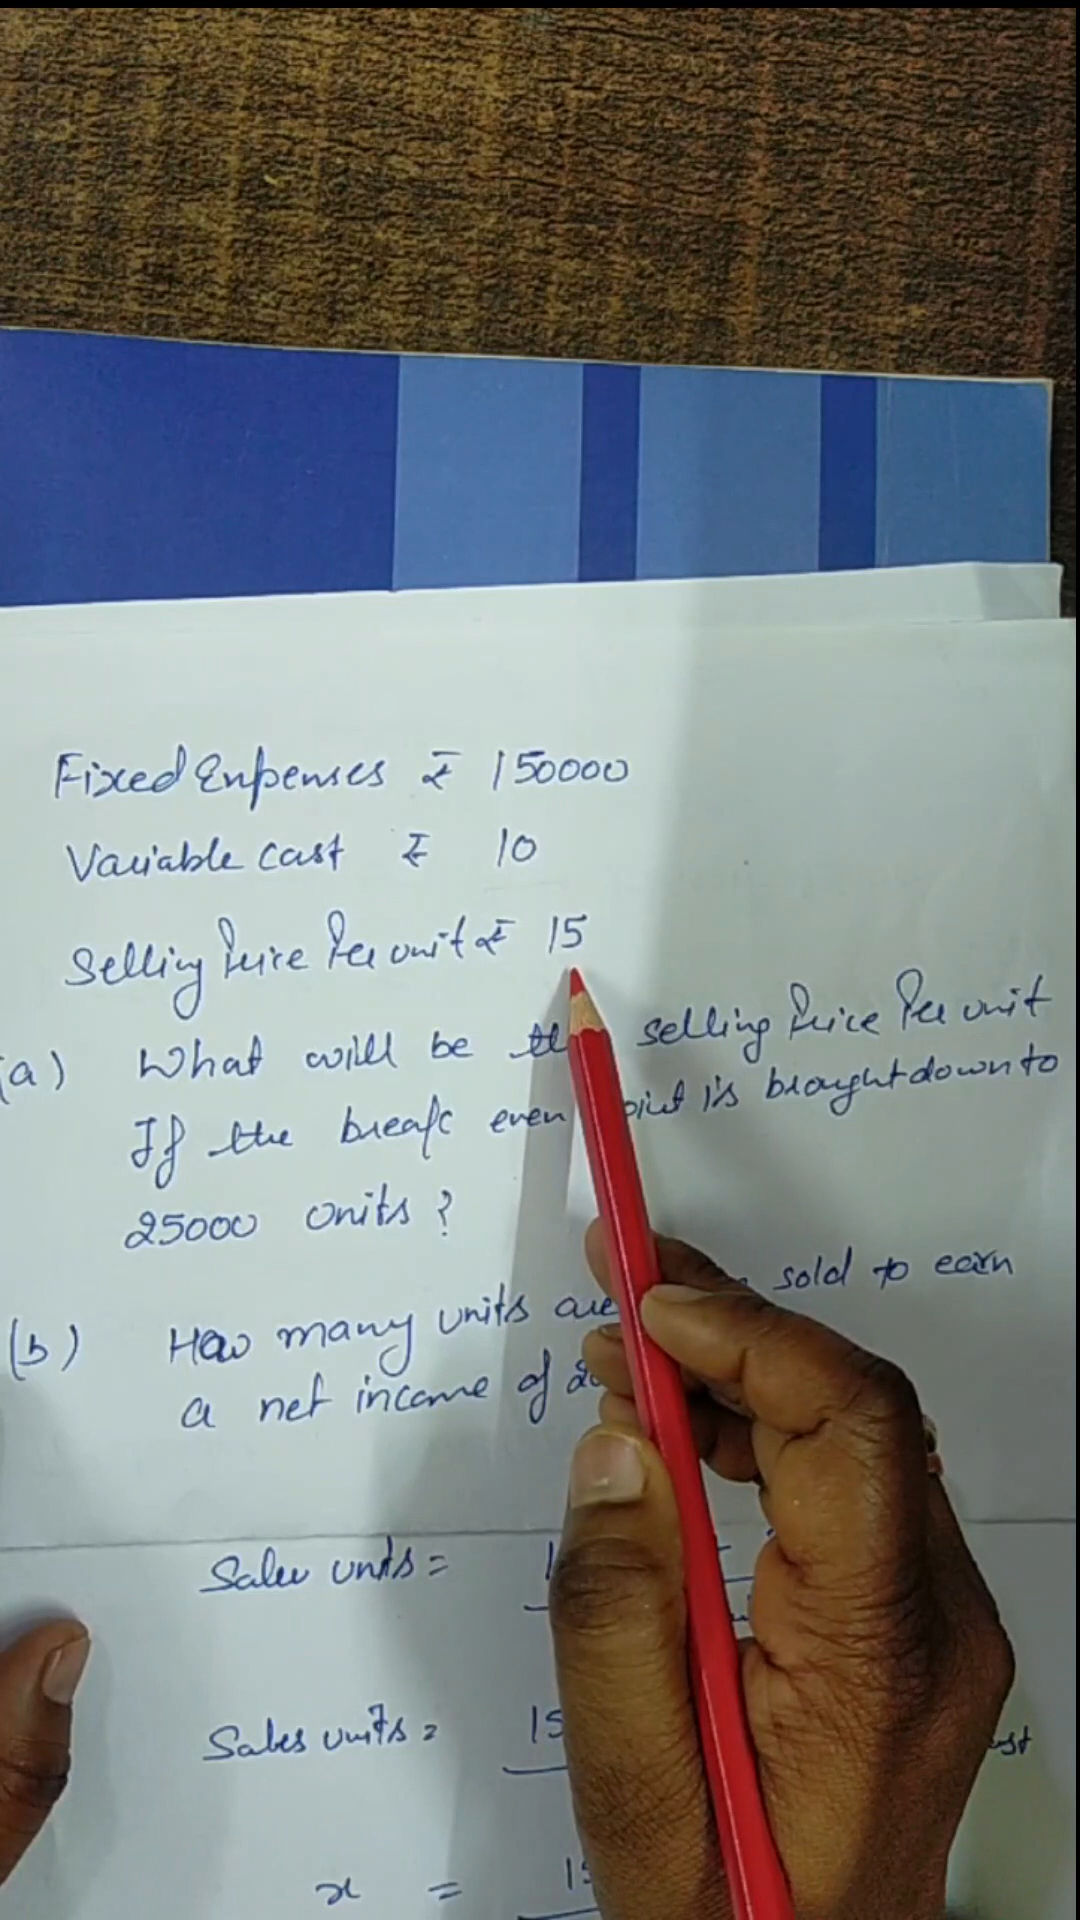 Fixed Expenses ₹ 150000
Variable cost ₹ 10
Selling Price Per unit ₹ 15
(a) What will be selling Price Per unit
If the break even is brought down to
25000 units ?
(b) How many units are sold to earn
a net income of
Sales units =
Sales units =
x =